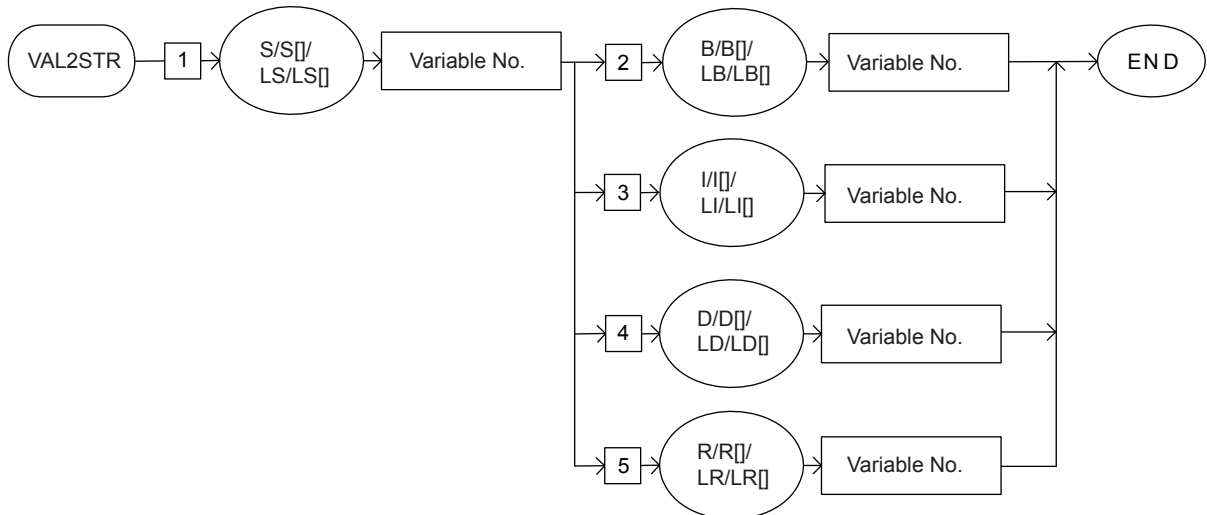 VAL2STR
1
S/S[]/
LS/LS[]
Variable No.
2
B/B[]/
LB/LB[]
Variable No.
END
3
I/I[]/
LI/LI[]
Variable No.
4
D/D[]/
LD/LD[]
Variable No.
5
R/R[]/
LR/LR[]
Variable No.